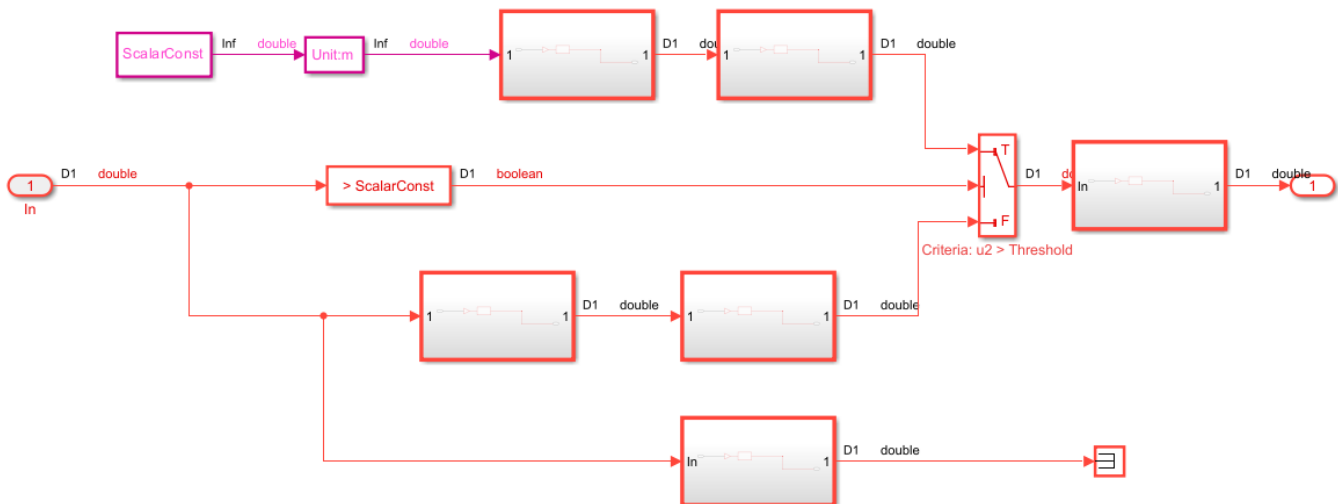 ScalarConst Inf double Unit:m Inf double 1 1 D1 dou 1 1 D1 double
1 D1 double > ScalarConst D1 boolean T F D1 do In 1 D1 double 1
In
Criteria: u2 > Threshold
1 1 D1 double 1 1 D1 double
In 1 D1 double